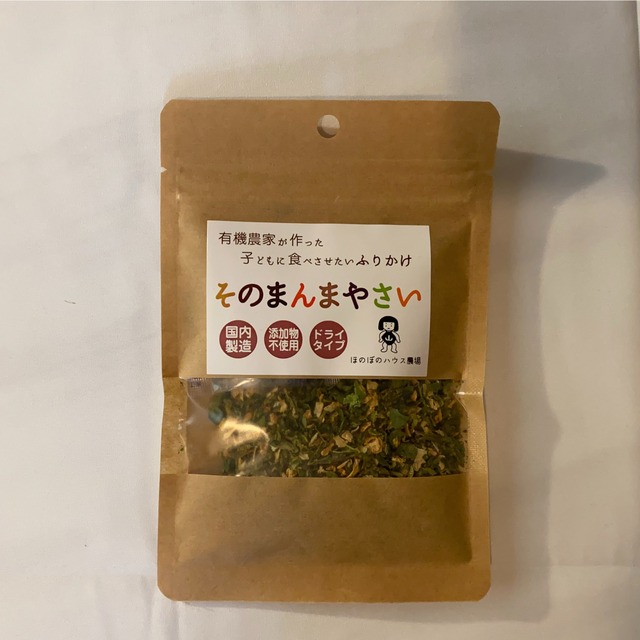 有機農家が作った
子どもに食べさせたいふりかけ
そのまんまやさい
国内製造
添加物不使用
ドライタイプ
ほのぼのハウス農場